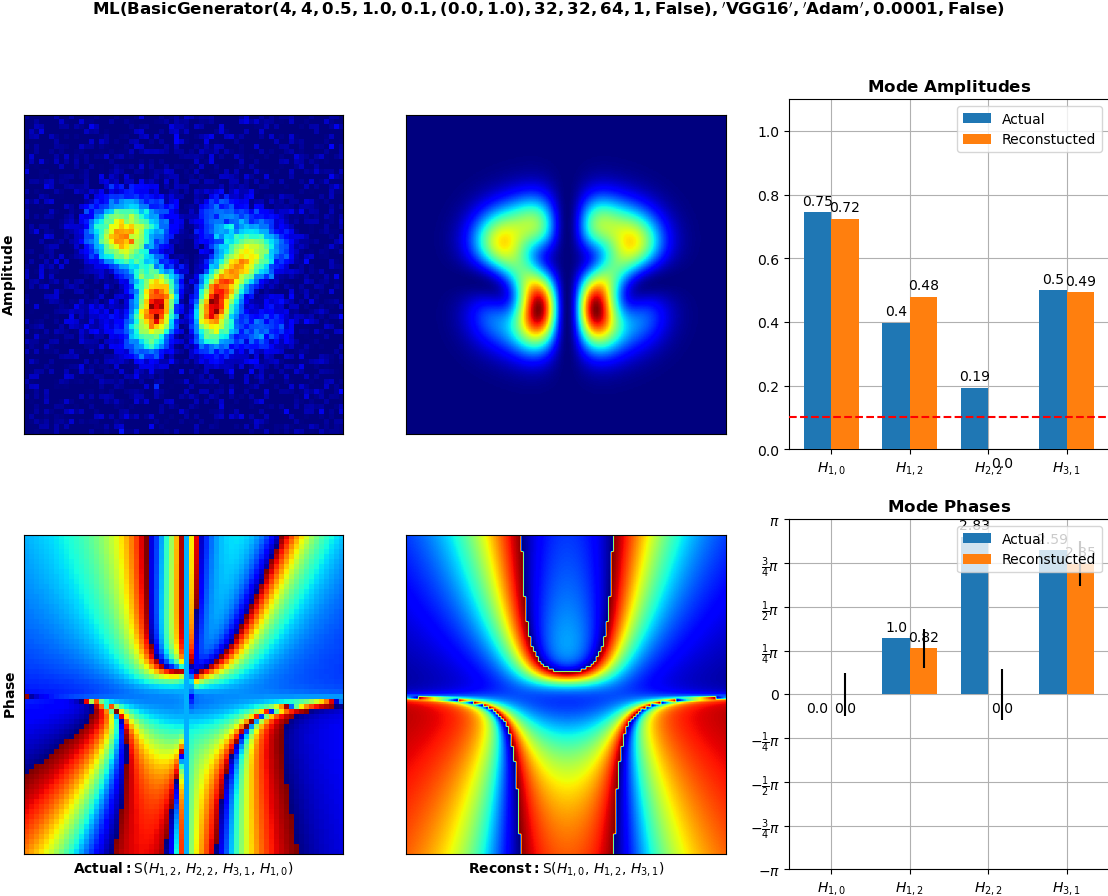 ML(BasicGenerator(4, 4, 0.5, 1.0, 0.1, (0.0, 1.0), 32, 32, 64, 1, False), 'VGG16', 'Adam', 0.0001, False)
Amplitude
Mode Amplitudes
Actual
Reconstucted
1.0
0.8
0.6
0.4
0.2
0.0
0.75
0.72
0.4
0.48
0.19
0.0
0.5
0.49
H1,0
H1,2
H2,2
H3,1
Phase
Actual: S(H1,2, H2,2, H3,1, H1,0)
Reconst: S(H1,0, H1,2, H3,1)
Mode Phases
Actual
Reconstucted
π
3/4π
1/2π
1/4π
0
−1/4π
−1/2π
−3/4π
−π
0.0
0.0
1.0
0.82
2.83
0.0
H1,0
H1,2
H2,2
H3,1